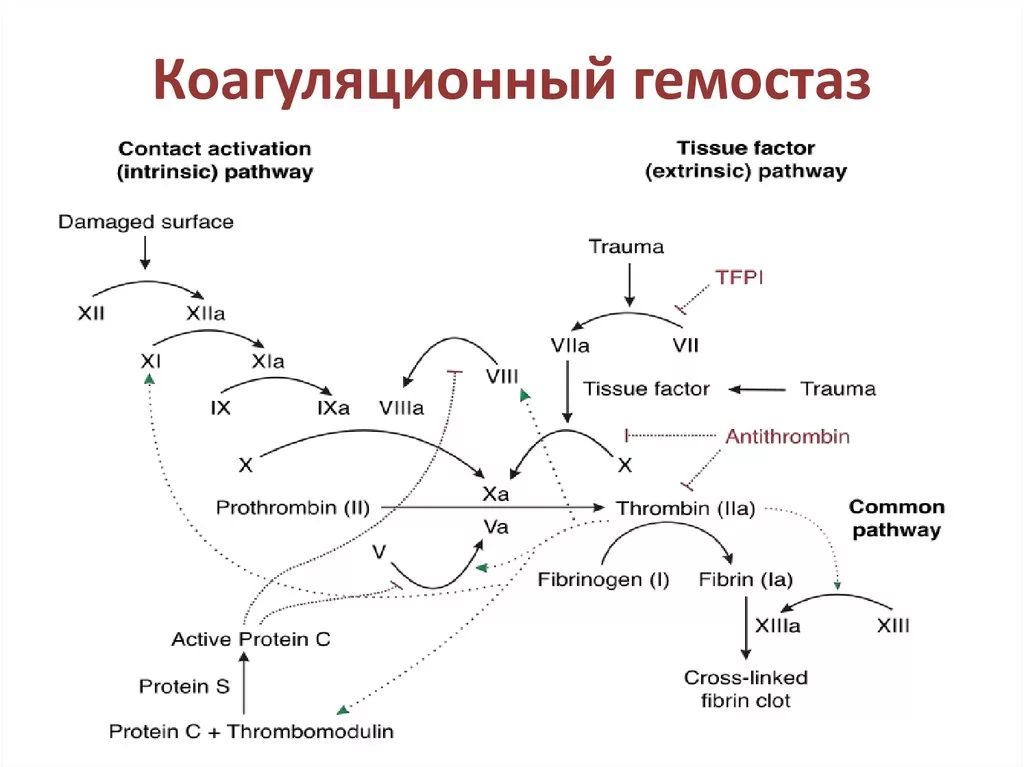 Коагуляционный гемостаз
Contact activation
(intrinsic) pathway
Tissue factor
(extrinsic) pathway
Damaged surface
Trauma
TFPI
XII
XIIa
VIIa
VII
XI
XIa
VIII
Tissue factor
Trauma
IX
IXa
VIIIa
Antithrombin
X
X
Xa
Prothrombin (II)
Thrombin (IIa)
Common
pathway
Va
V
Fibrinogen (I)
Fibrin (Ia)
XIIIa
XIII
Active Protein C
Cross-linked
fibrin clot
Protein S
Protein C + Thrombomodulin